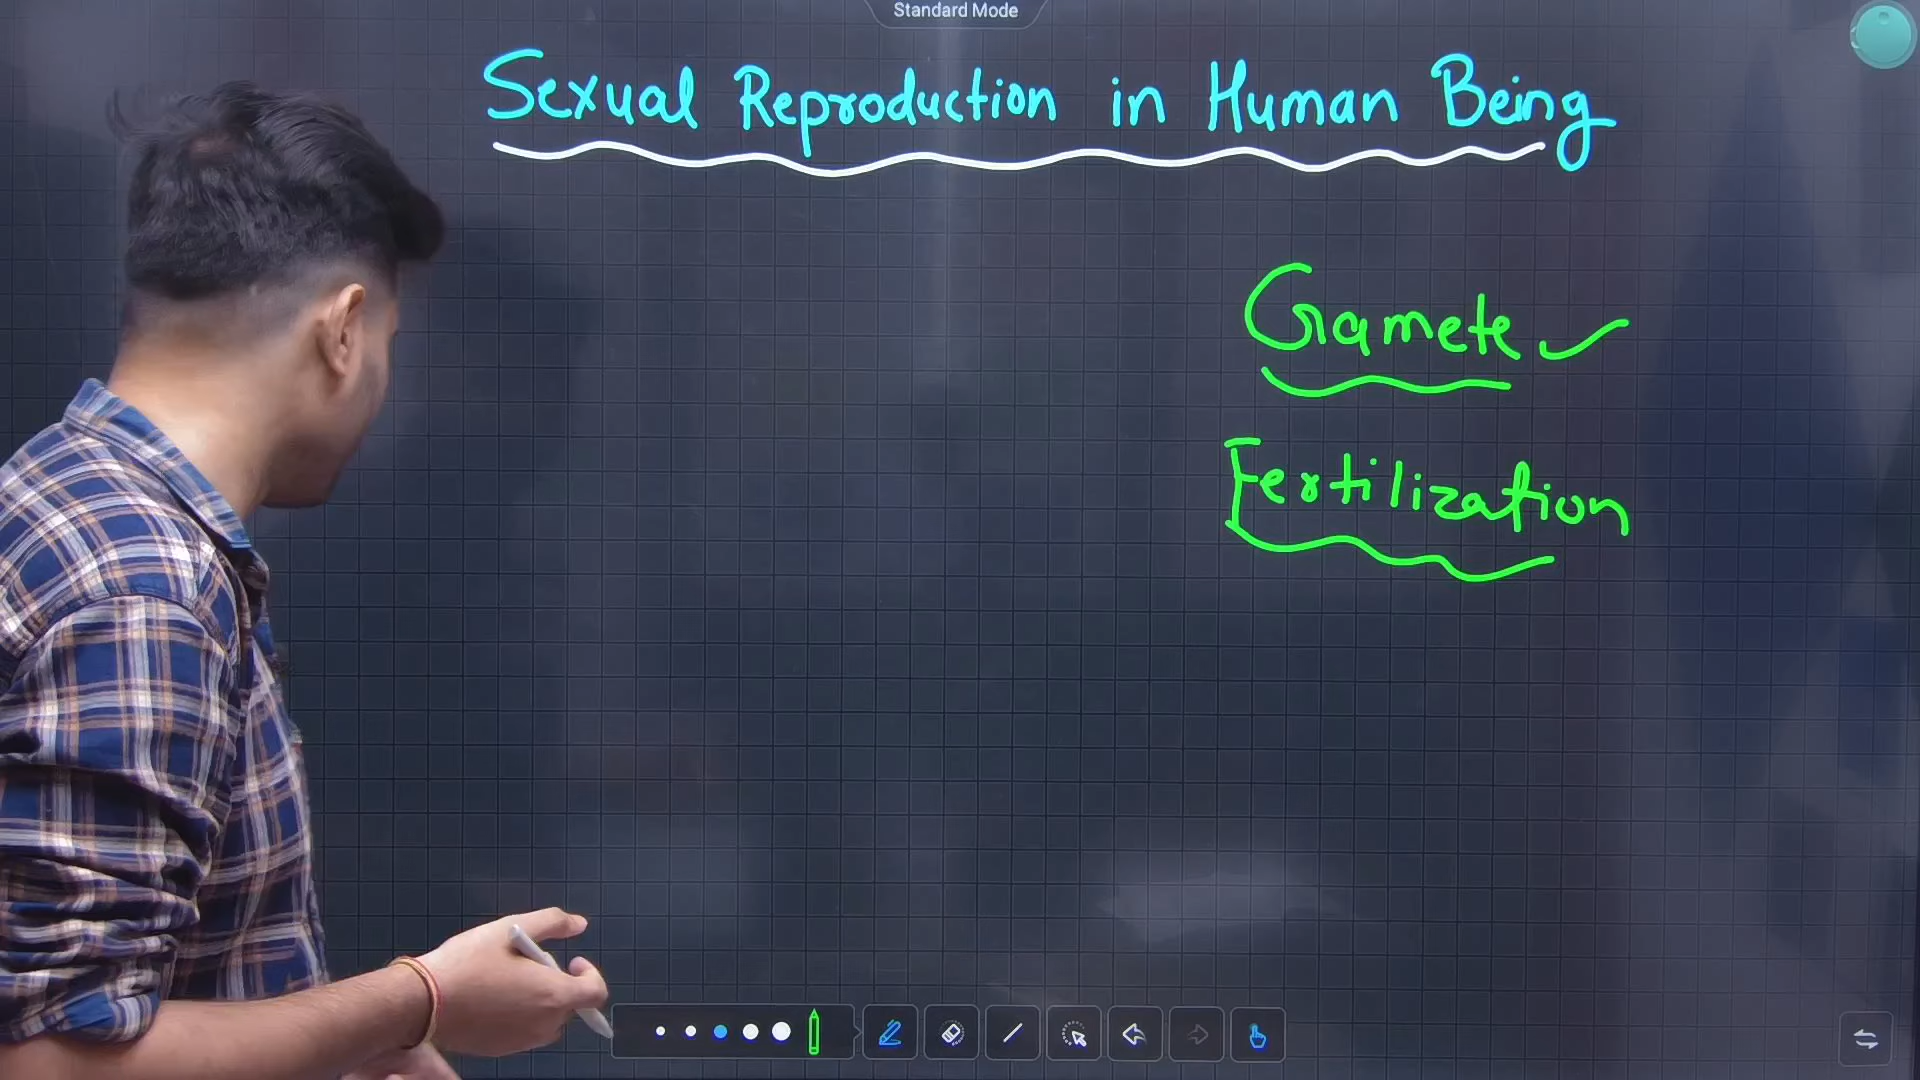 Standard Mode
Sexual Reproduction in Human Being
Gamete
Fertilization